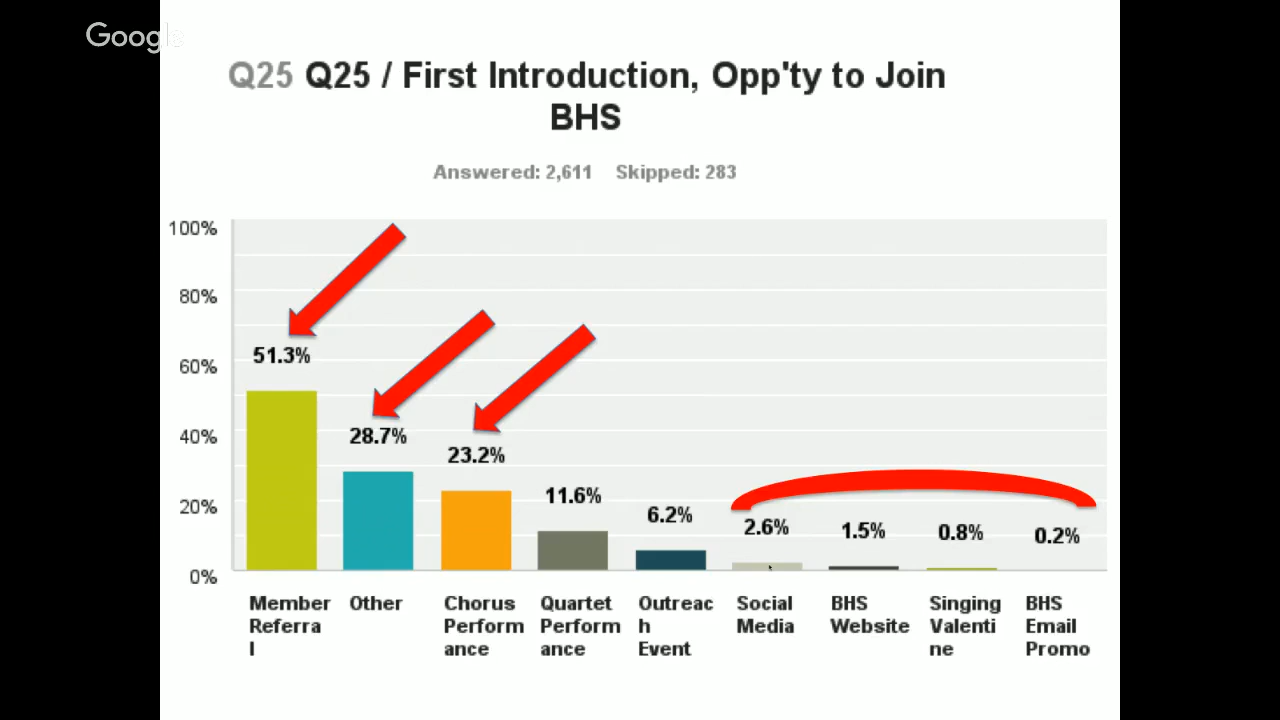 Google
Q25 Q25 / First Introduction, Opp'ty to Join
BHS
Answered: 2,611 Skipped: 283
100%
80%
60%
40%
20%
0%
51.3%
28.7%
23.2%
11.6%
6.2%
2.6%
1.5%
0.8%
0.2%
Member
Referra
l
Other
Chorus
Perform
ance
Quartet
Perform
ance
Outreac
h
Event
Social
Media
BHS
Website
Singing
Valenti
ne
BHS
Email
Promo